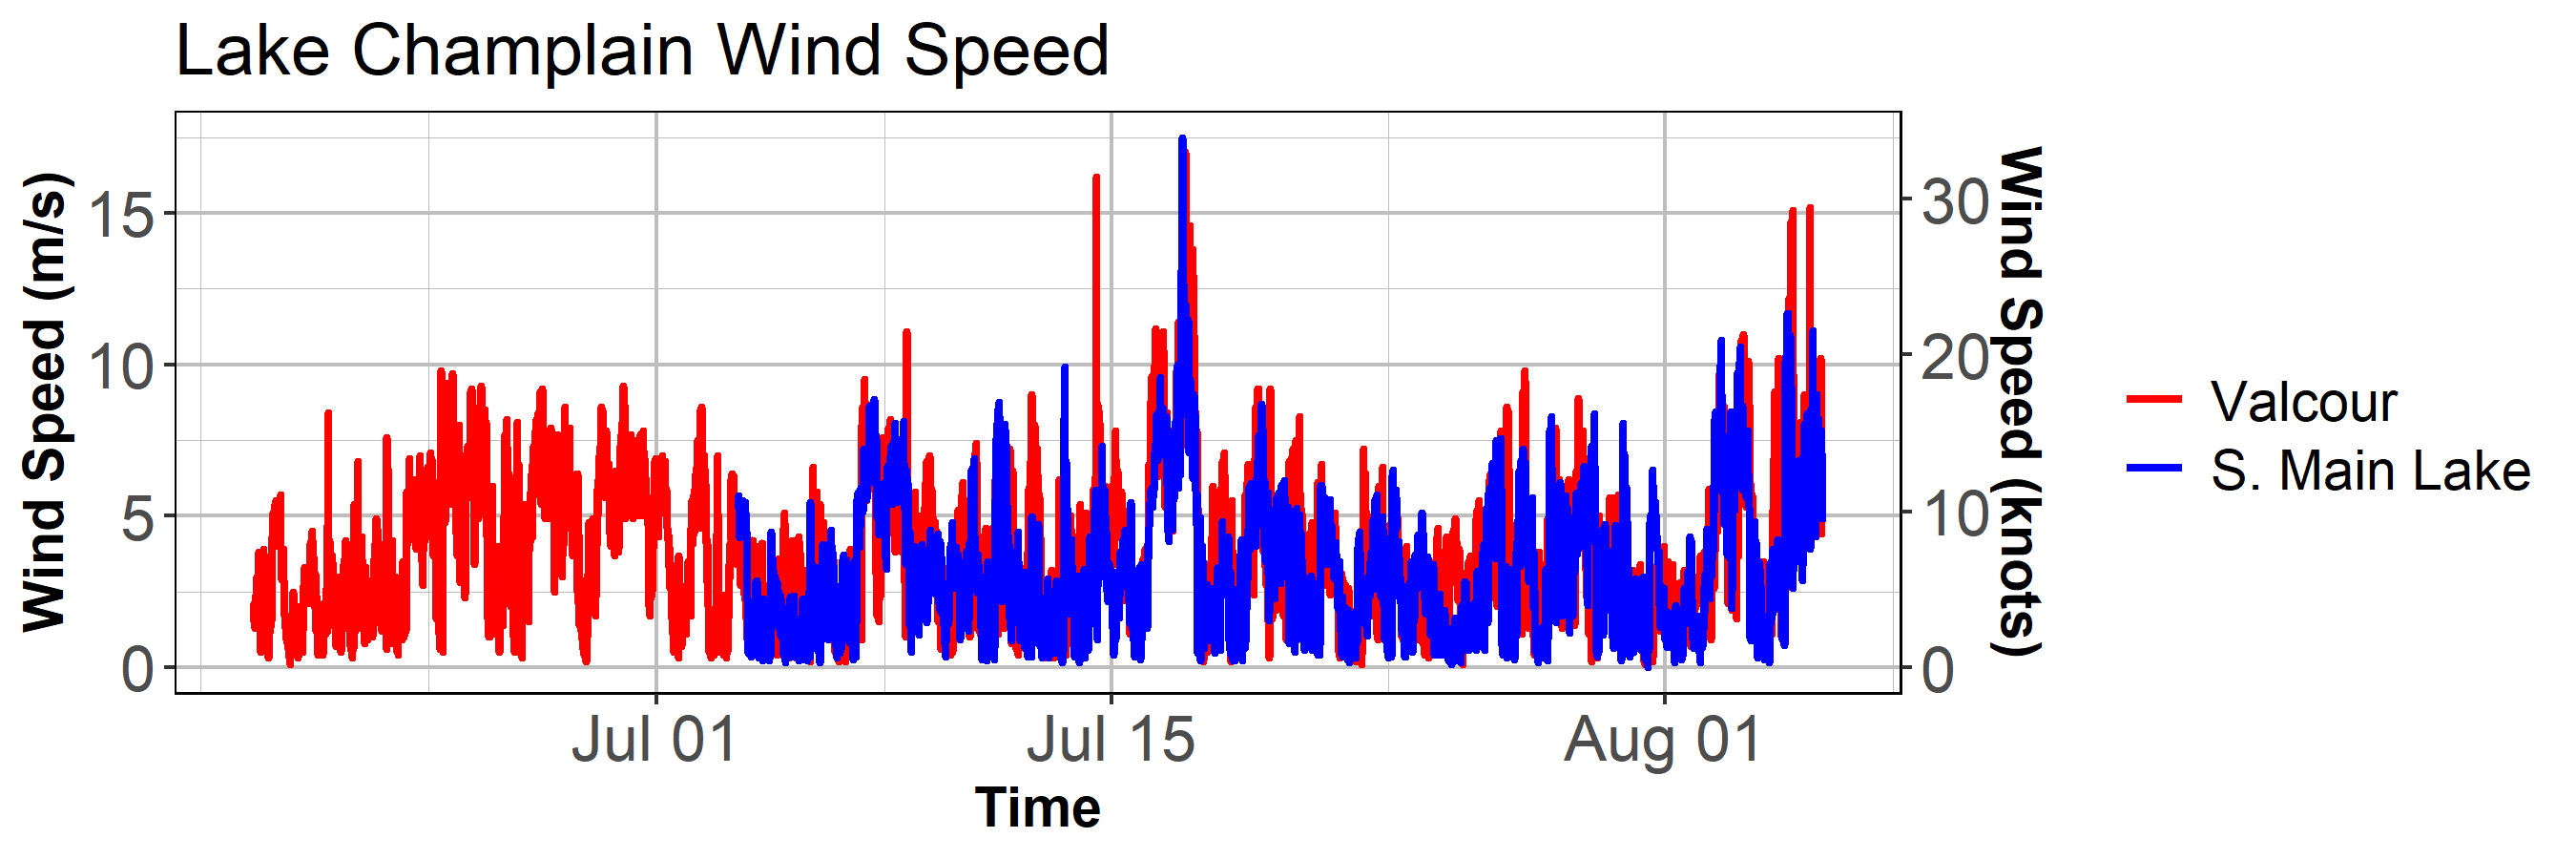 Lake Champlain Wind Speed
Wind Speed (m/s)
15
10
5
0
30
20
10
0
Wind Speed (knots)
Jul 01
Jul 15
Aug 01
Time
Valcour
S. Main Lake